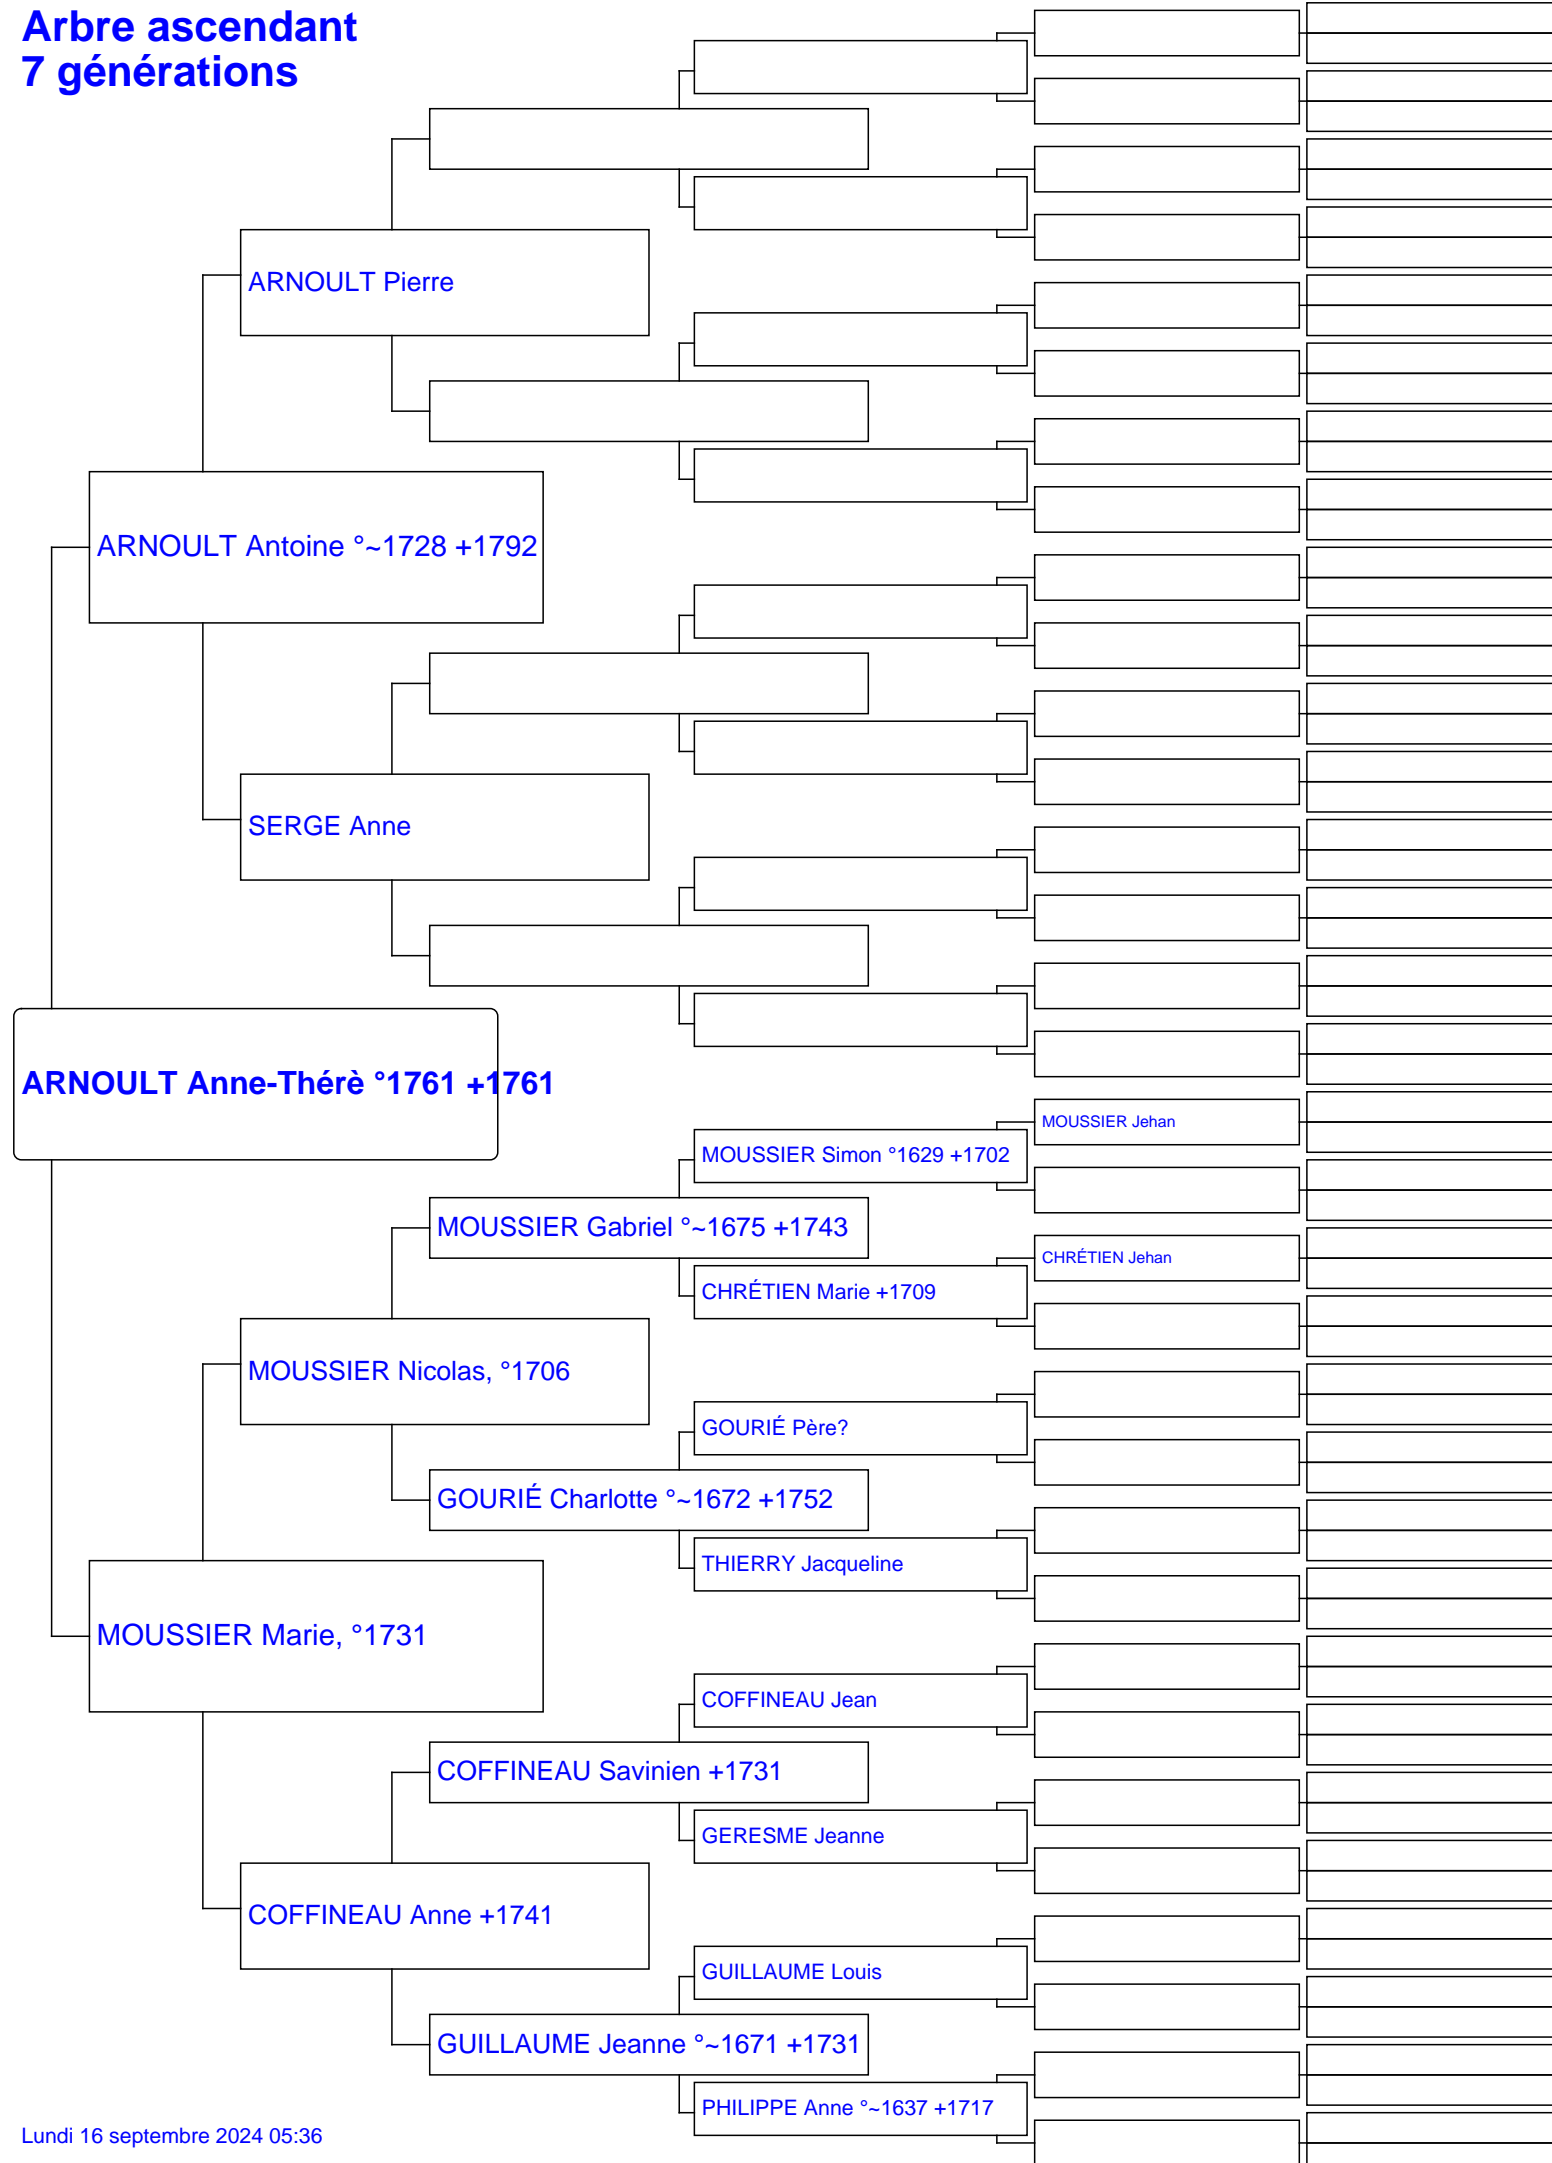 Arbre ascendant
7 générations
ARNOULT Pierre
ARNOULT Antoine °~1728 +1792
SERGE Anne
ARNOULT Anne-Thérè °1761 +1761
MOUSSIER Jehan
MOUSSIER Simon °1629 +1702
MOUSSIER Gabriel °~1675 +1743
CHRÉTIEN Jehan
CHRÉTIEN Marie +1709
MOUSSIER Nicolas, °1706
GOURIÉ Père?
GOURIÉ Charlotte °~1672 +1752
THIERRY Jacqueline
MOUSSIER Marie, °1731
COFFINEAU Jean
COFFINEAU Savinien +1731
GERESME Jeanne
COFFINEAU Anne +1741
GUILLAUME Louis
GUILLAUME Jeanne °~1671 +1731
PHILIPPE Anne °~1637 +1717
Lundi 16 septembre 2024 05:36